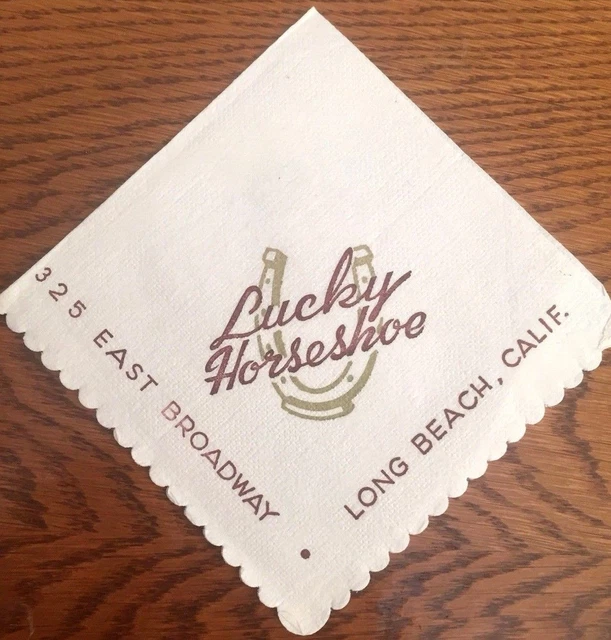 Lucky
Horseshoe
325 EAST BROADWAY
LONG BEACH, CALIF.